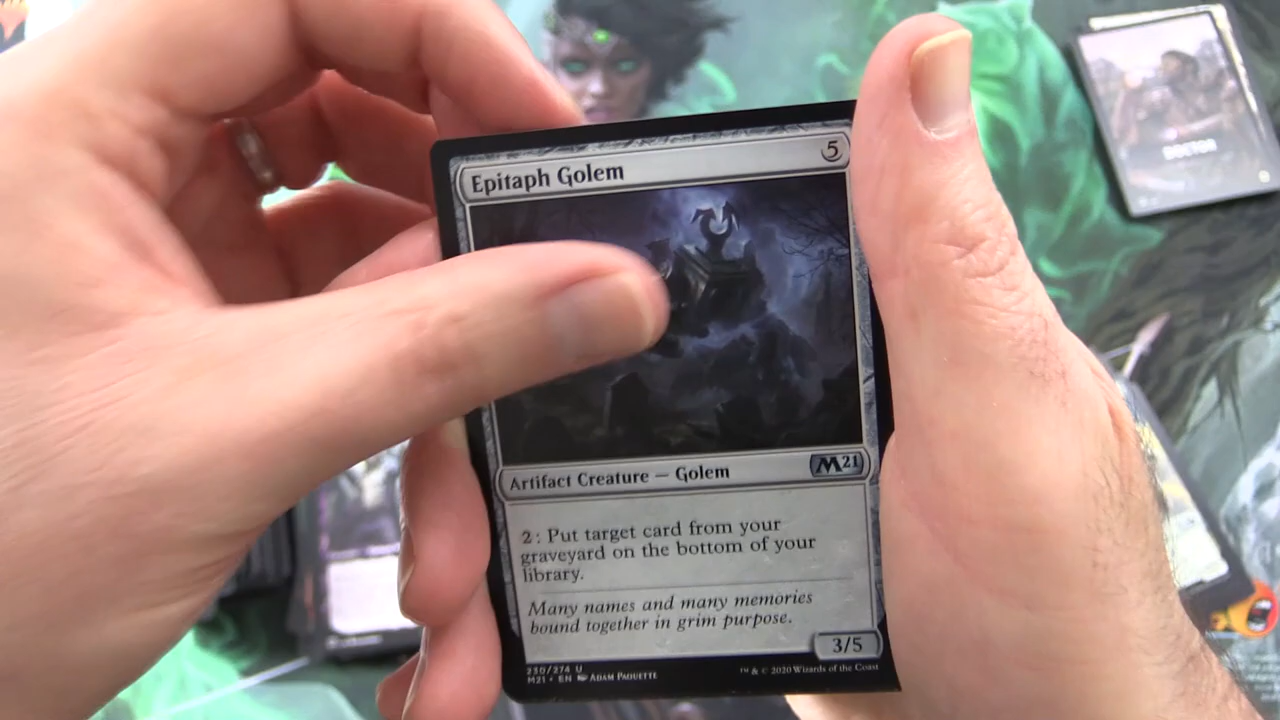 Epitaph Golem 5
Artifact Creature — Golem M21
2: Put target card from your
graveyard on the bottom of your
library.
Many names and many memories
bound together in grim purpose.
3/5
230/274 U
M21 • EN ADAM PAQUETTE
™ & © 2020 Wizards of the Coast